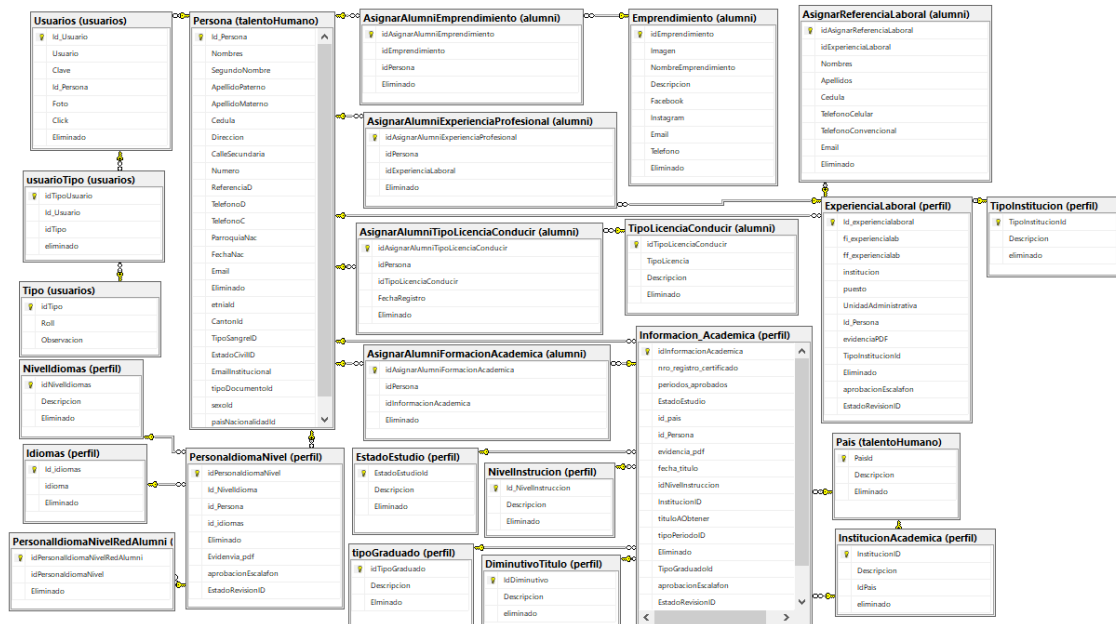 Usuarios (usuarios)
Id_Usuario
Usuario
Clave
Id_Persona
Foto
Click
Eliminado
usuarioTipo (usuarios)
idTipoUsuario
Id_Usuario
idTipo
eliminado
Tipo (usuarios)
idTipo
Roll
Observacion
NivelIdiomas (perfil)
idNivelIdiomas
Descripcion
Eliminado
Idiomas (perfil)
Id_idiomas
idioma
Eliminado
PersonaIdiomaNivelRedAlumni (
idPersonaIdiomaNivelRedAlumni
idPersonaIdiomaNivel
Eliminado
Persona (talentoHumano)
Id_Persona
Nombres
SegundoNombre
ApellidoPaterno
ApellidoMaterno
Cedula
Direccion
CalleSecundaria
Numero
ReferenciaD
TelefonoD
TelefonoC
ParroquiaNac
FechaNac
Email
Eliminado
etniaId
CantonId
TipoSangreID
EstadoCivilID
EmailInstitucional
tipoDocumentoId
sexoId
paisNacionalidadId
PersonaIdiomaNivel (perfil)
idPersonaIdiomaNivel
Id_NivelIdioma
id_Persona
id_idiomas
Eliminado
Evidenvia_pdf
aprobacionEscalafon
EstadoRevisionID
AsignarAlumniEmprendimiento (alumni)
idAsignarAlumniEmprendimiento
idEmprendimiento
idPersona
Eliminado
AsignarAlumniExperienciaProfesional (alumni)
idAsignarAlumniExperienciaProfesional
idPersona
idExperienciaLaboral
Eliminado
AsignarAlumniTipoLicenciaConducir (alumni)
idAsignarAlumniTipoLicenciaConducir
idPersona
idTipoLicenciaConducir
FechaRegistro
Eliminado
AsignarAlumniFormacionAcademica (alumni)
idAsignarAlumniFormacionAcademica
idPersona
idInformacionAcademica
Eliminado
EstadoEstudio (perfil)
EstadoEstudioId
Descripcion
Eliminado
tipoGraduado (perfil)
idTipoGraduado
Descripcion
Elminado
NivelInstrucion (perfil)
Id_NivelInstruccion
Descripcion
Eliminado
DiminutivoTitulo (perfil)
IdDiminutivo
Descripcion
eliminado
Emprendimiento (alumni)
idEmprendimiento
Imagen
NombreEmprendimiento
Descripcion
Facebook
Instagram
Email
Telefono
Eliminado
TipoLicenciaConducir (alumni)
idTipoLicenciaConducir
TipoLicencia
Descripcion
Eliminado
Informacion_Academica (perfil)
idInformacionAcademica
nro_registro_certificado
periodos_aprobados
EstadoEstudio
id_pais
id_Persona
evidencia_pdf
fecha_titulo
idNivelInstruccion
InstitucionID
tituloAObtener
tipoPeriodoID
Eliminado
TipoGraduadoId
aprobacionEscalafon
EstadoRevisionID
AsignarReferenciaLaboral (alumni)
idAsignarReferenciaLaboral
idExperienciaLaboral
Nombres
Apellidos
Cedula
TelefonoCelular
TelefonoConvencional
Email
Eliminado
ExperienciaLaboral (perfil)
Id_experiencialaboral
fi_experiencialab
ff_experiencialab
institucion
puesto
UnidadAdministrativa
Id_Persona
evidenciaPDF
TipoInstitucionId
Eliminado
aprobacionEscalafon
EstadoRevisionID
TipoInstitucion (perfil)
TipoInstitucionId
Descripcion
eliminado
Pais (talentoHumano)
PaisId
Descripcion
Eliminado
InstitucionAcademica (perfil)
InstitucionID
Descripcion
IdPais
eliminado